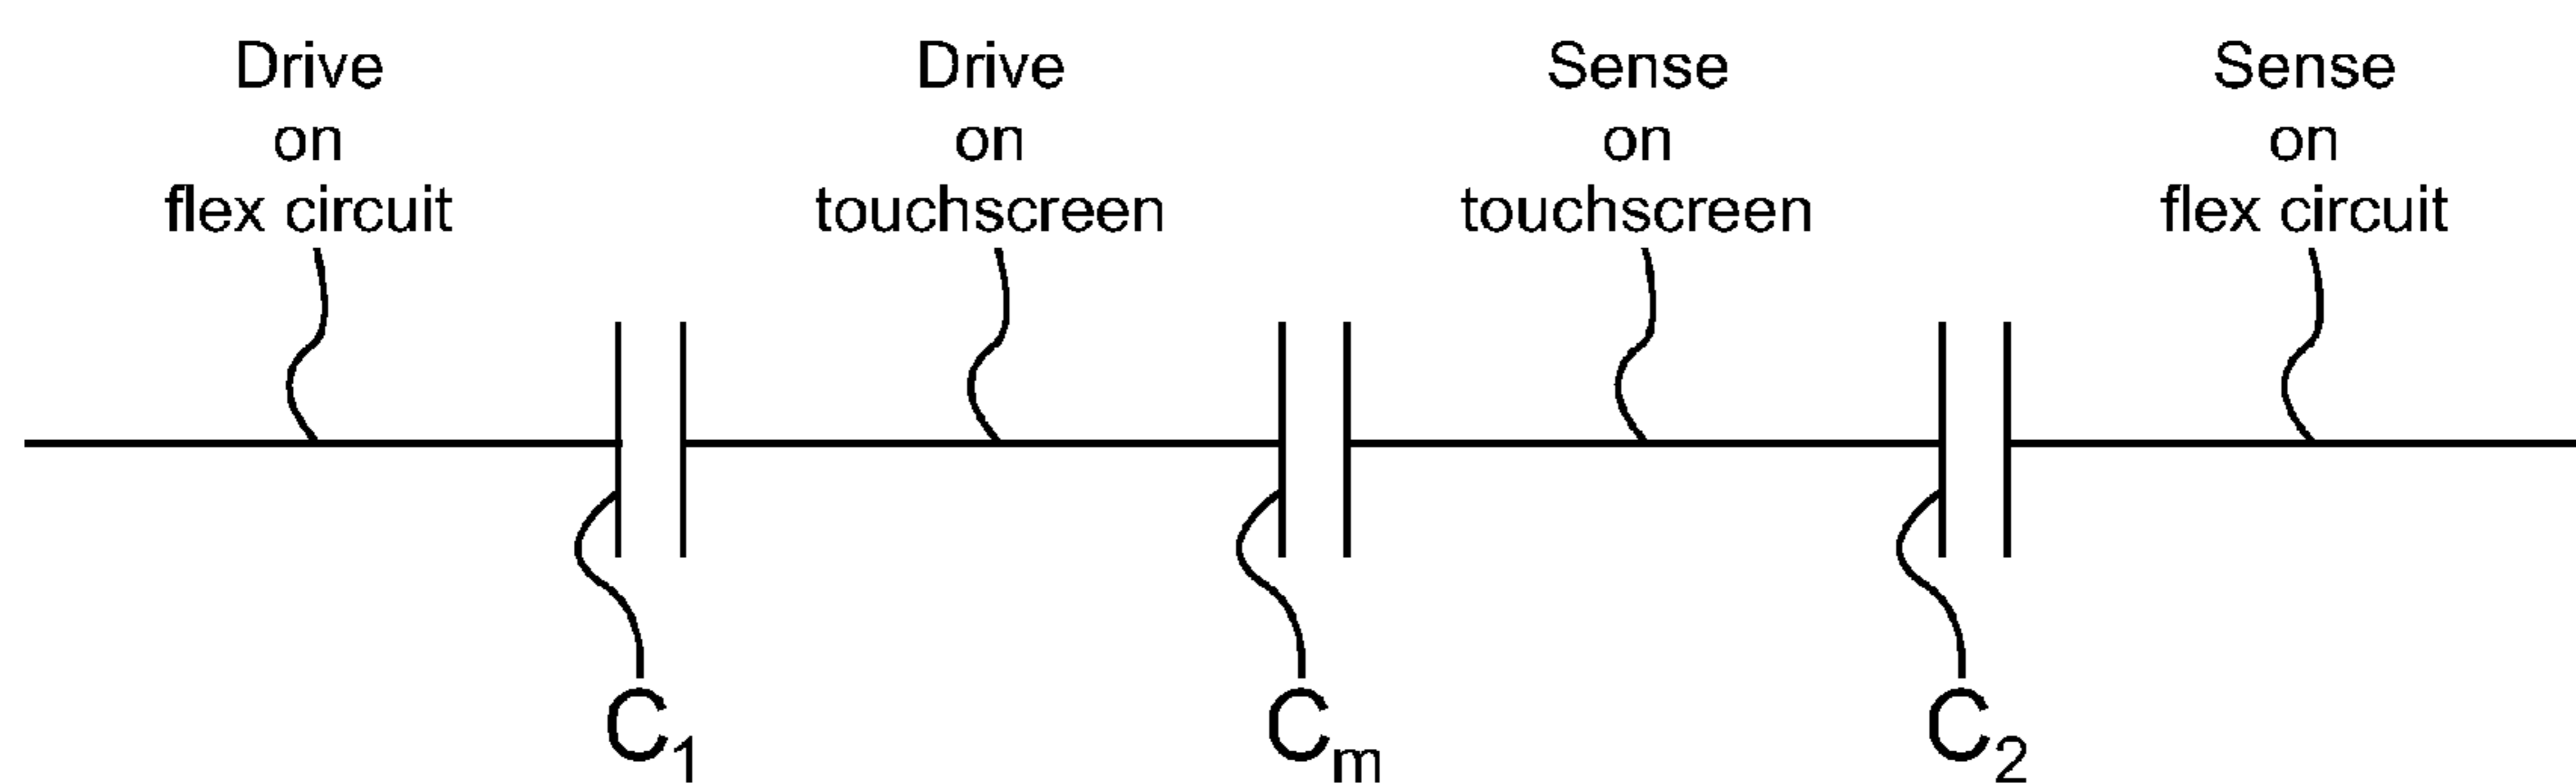 Drive
on
flex circuit
Drive
on
touchscreen
Sense
on
touchscreen
Sense
on
flex circuit
C1
Cm
C2